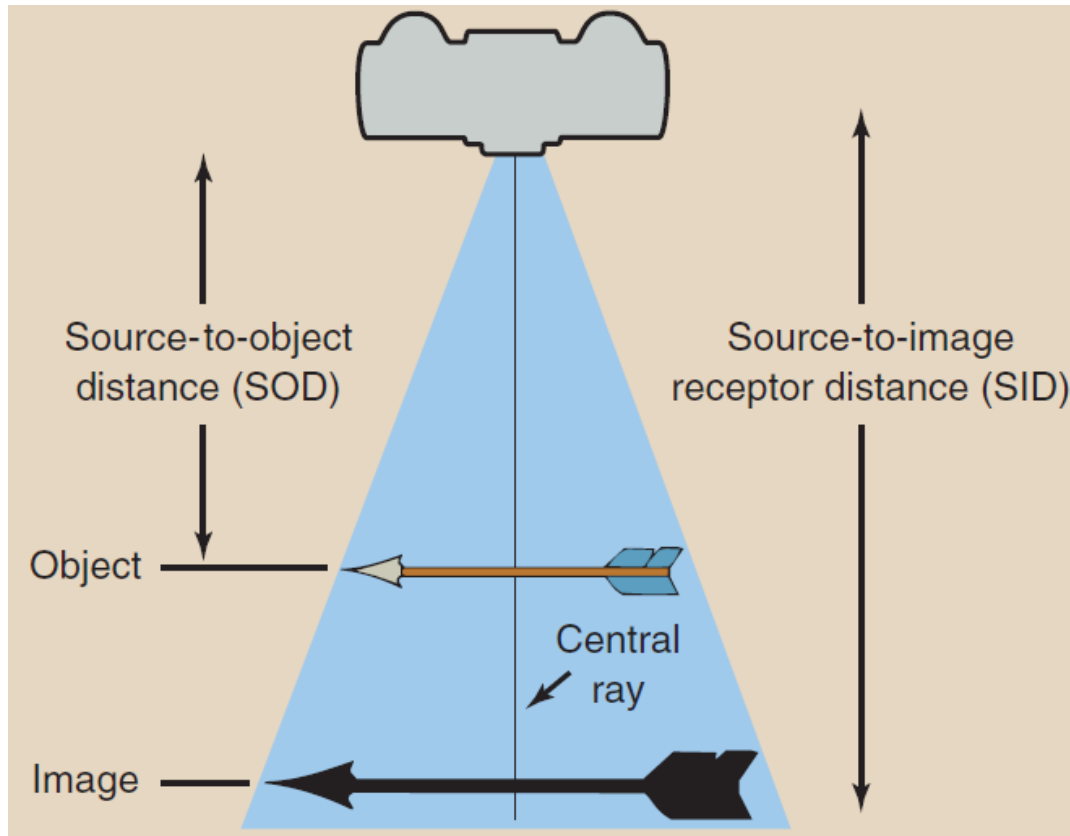 Source-to-object
distance (SOD)
Source-to-image
receptor distance (SID)
Object
Central
ray
Image